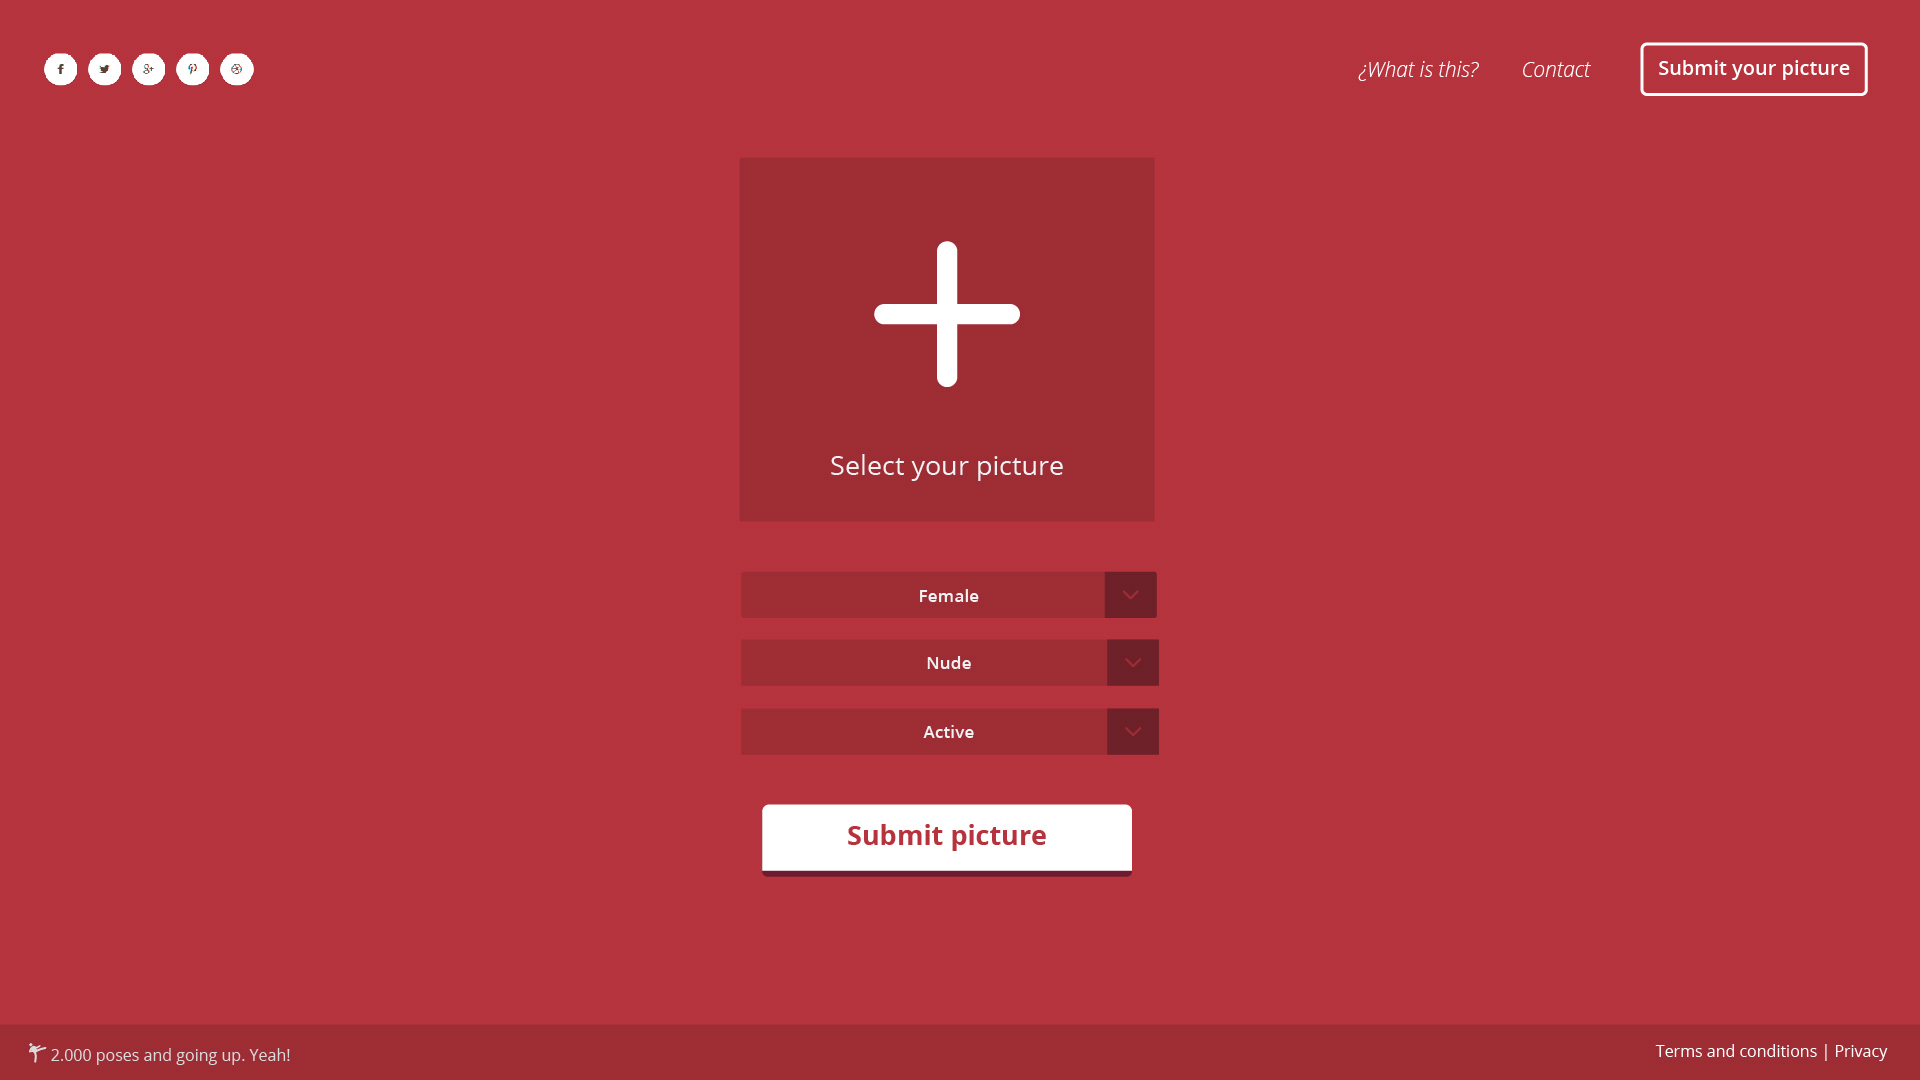 ¿What is this?
Contact
Submit your picture
Select your picture
Female
Nude
Active
Submit picture
2.000 poses and going up. Yeah!
Terms and conditions | Privacy